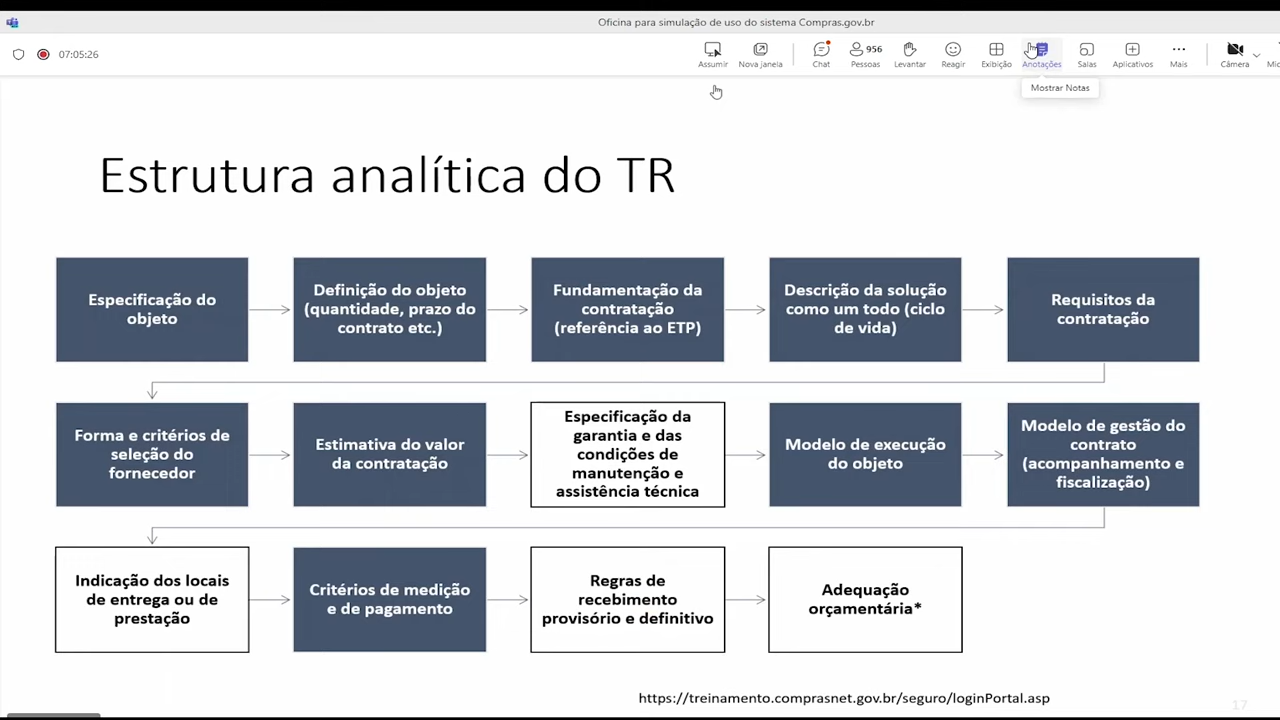 Oficina para simulação de uso do sistema Compras.gov.br
07:05:26
Assumir
Nova janela
Chat
956
Pessoas
Levantar
Reagir
Exibição
Anotações
Salas
Aplicativos
Mais
Câmera
Mostrar Notas
Estrutura analítica do TR
Especificação do
objeto
Definição do objeto
(quantidade, prazo do
contrato etc.)
Fundamentação da
contratação
(referência ao ETP)
Descrição da solução
como um todo (ciclo
de vida)
Requisitos da
contratação
Forma e critérios de
seleção do
fornecedor
Estimativa do valor
da contratação
Especificação da
garantia e das
condições de
manutenção e
assistência técnica
Modelo de execução
do objeto
Modelo de gestão do
contrato
(acompanhamento e
fiscalização)
Indicação dos locais
de entrega ou de
prestação
Critérios de medição
e de pagamento
Regras de
recebimento
provisório e definitivo
Adequação
orçamentária*
https://treinamento.comprasnet.gov.br/seguro/loginPortal.asp
17